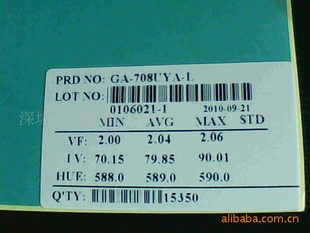 PRD NO: GA-708UYA-L
LOT NO:
0106021-1 2010-09-21
MIN AVG MAX STD
VF: 2.00 2.04 2.06
IV: 70.15 79.85 90.01
HUE: 588.0 589.0 590.0
Q'TY: 15350
深圳
alibaba.com.cn